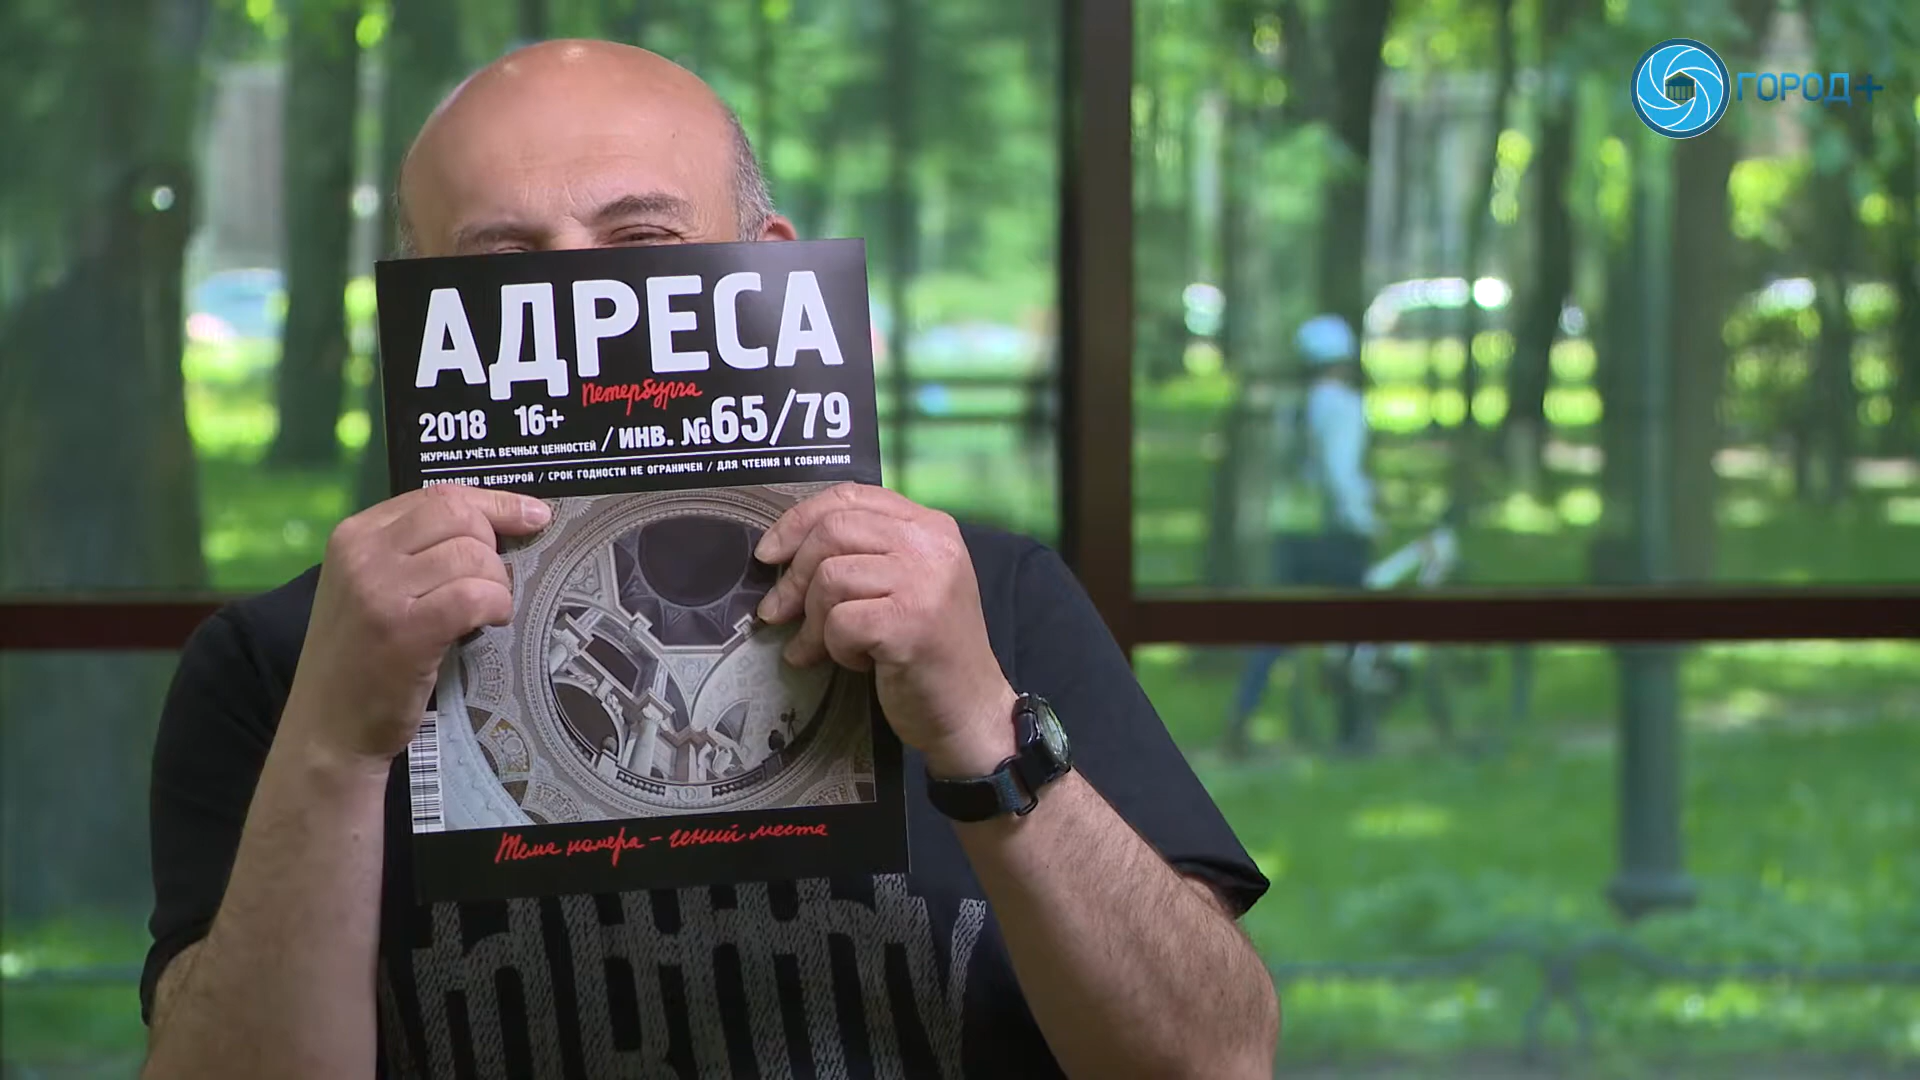 ГОРОД+
АДРЕСА
Петербурга
2018 16+
ЖУРНАЛ УЧЁТА ВЕЧНЫХ ЦЕННОСТЕЙ / ИНВ. №65/79
ДОЗВОЛЕНО ЦЕНЗУРОЙ / СРОК ГОДНОСТИ НЕ ОГРАНИЧЕН / ДЛЯ ЧТЕНИЯ И СОБИРАНИЯ
Тема номера – гений места